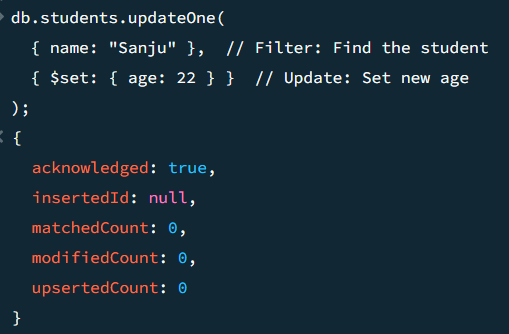 db.students.updateOne(
{ name: "Sanju" },  // Filter: Find the student
{ $set: { age: 22 } }  // Update: Set new age
);
{
acknowledged: true,
insertedId: null,
matchedCount: 0,
modifiedCount: 0,
upsertedCount: 0
}